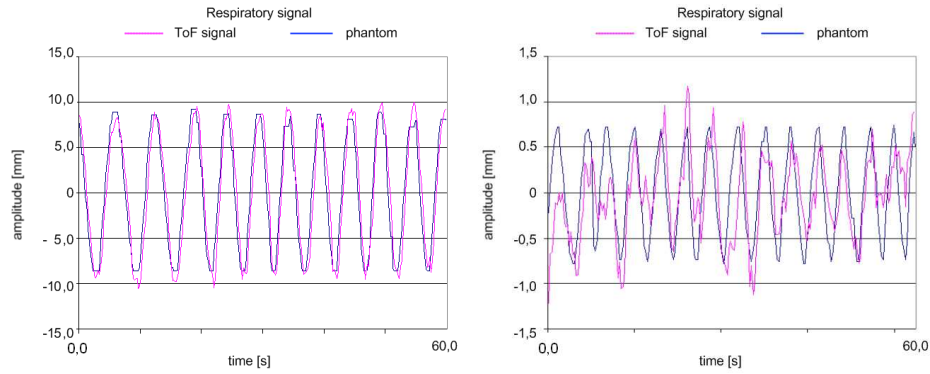 Respiratory signal
ToF signal
phantom
15,0
10,0
5,0
0
- 5,0
-10,0
-15,0
amplitude [mm]
0,0
60,0
time [s]
Respiratory signal
ToF signal
phantom
1,5
1,0
0,5
0
-0,5
-1,0
-1,5
amplitude [mm]
0,0
60,0
time [s]